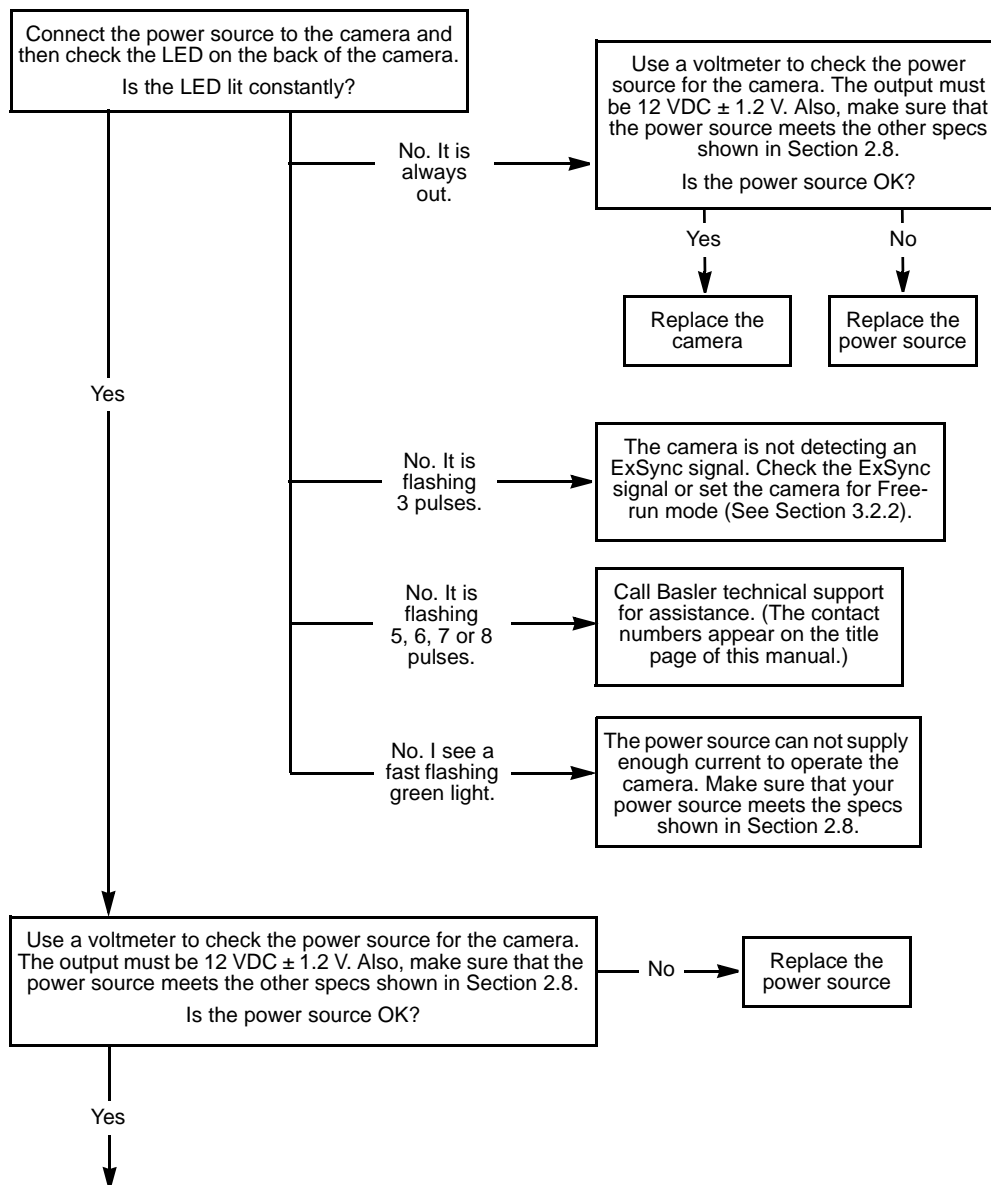 Connect the power source to the camera and
then check the LED on the back of the camera.
Is the LED lit constantly?
Use a voltmeter to check the power
source for the camera. The output must
be 12 VDC ± 1.2 V. Also, make sure that
the power source meets the other specs
shown in Section 2.8.
Is the power source OK?
No. It is
always
out.
Yes
No
Replace the
camera
Replace the
power source
Yes
No. It is
flashing
3 pulses.
The camera is not detecting an
ExSync signal. Check the ExSync
signal or set the camera for Free-
run mode (See Section 3.2.2).
No. It is
flashing
5, 6, 7 or 8
pulses.
Call Basler technical support
for assistance. (The contact
numbers appear on the title
page of this manual.)
No. I see a
fast flashing
green light.
The power source can not supply
enough current to operate the
camera. Make sure that your
power source meets the specs
shown in Section 2.8.
Use a voltmeter to check the power source for the camera.
The output must be 12 VDC ± 1.2 V. Also, make sure that the
power source meets the other specs shown in Section 2.8.
Is the power source OK?
No
Replace the
power source
Yes